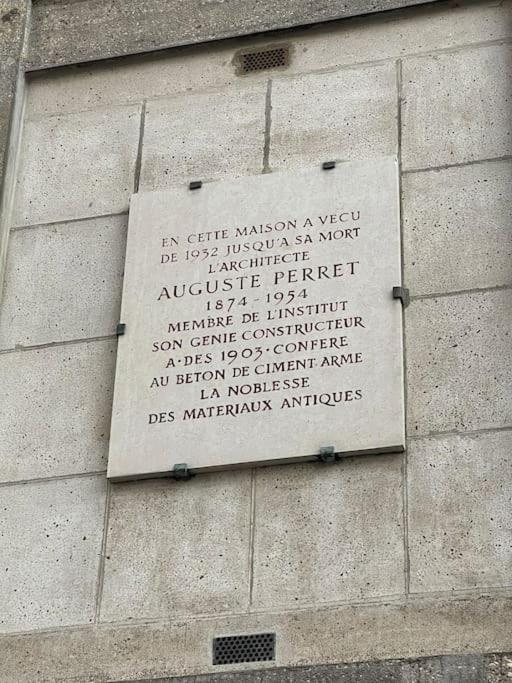 EN CETTE MAISON A VECU
DE 1932 JUSQU'A SA MORT
L'ARCHITECTE
AUGUSTE PERRET
1874 - 1954
MEMBRE DE L'INSTITUT
SON GENIE CONSTRUCTEUR
A·DES 1903·CONFERE
AU BETON DE CIMENT ARME
LA NOBLESSE
DES MATERIAUX ANTIQUES